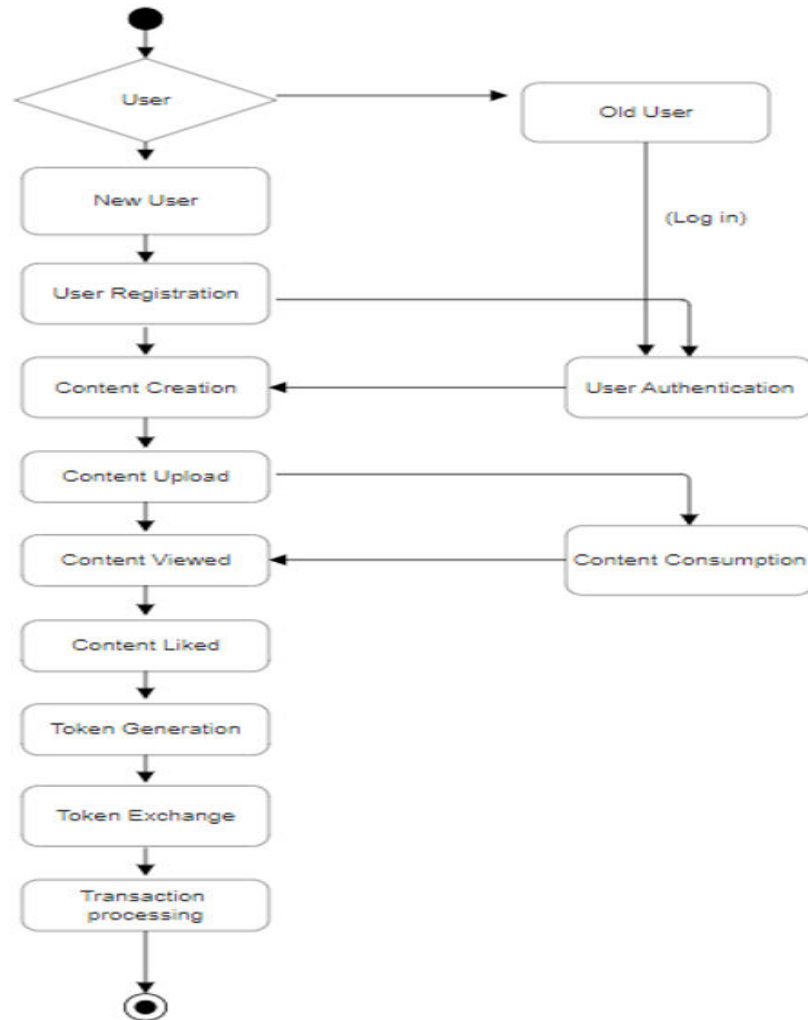 User
Old User
New User
(Log in)
User Registration
Content Creation
User Authentication
Content Upload
Content Viewed
Content Consumption
Content Liked
Token Generation
Token Exchange
Transaction
processing